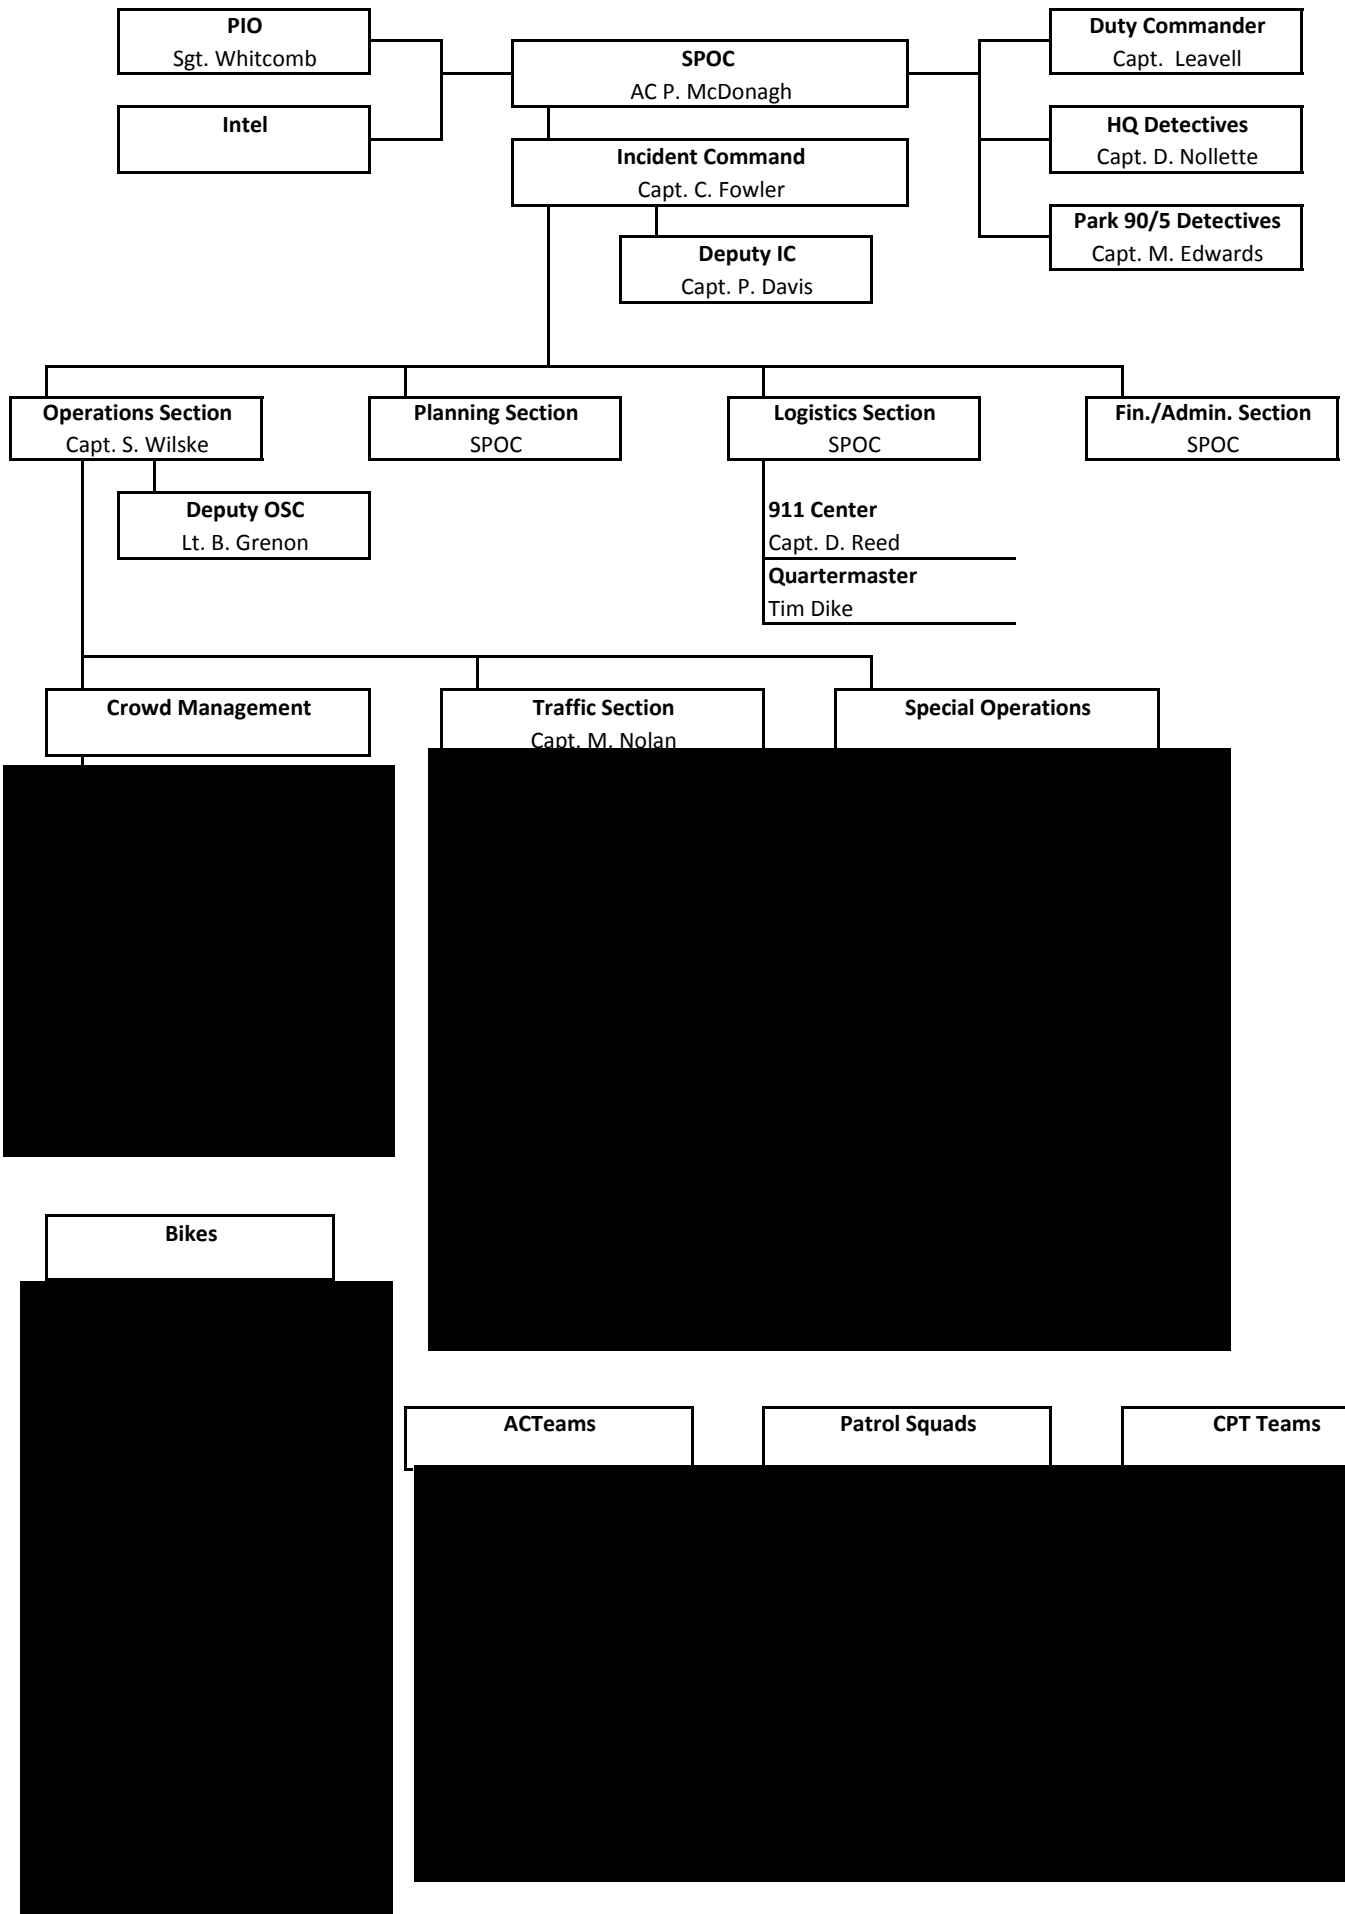 PIO
Sgt. Whitcomb
SPOC
AC P. McDonagh
Duty Commander
Capt.  Leavell
Intel
HQ Detectives
Capt. D. Nollette
Incident Command
Capt. C. Fowler
Park 90/5 Detectives
Capt. M. Edwards
Deputy IC
Capt. P. Davis
Operations Section
Capt. S. Wilske
Planning Section
SPOC
Logistics Section
SPOC
Fin./Admin. Section
SPOC
Deputy OSC
Lt. B. Grenon
911 Center
Capt. D. Reed
Quartermaster
Tim Dike
Crowd Management
Traffic Section
Capt. M. Nolan
Special Operations
Bikes
ACTeams
Patrol Squads
CPT Teams